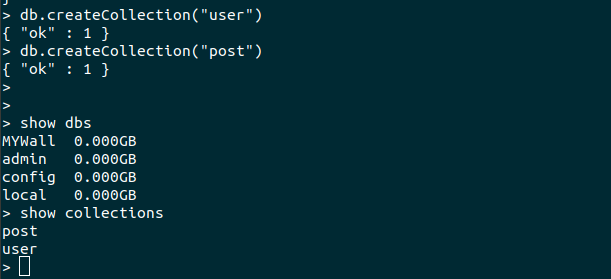 > db.createCollection("user")
{ "ok" : 1 }
> db.createCollection("post")
{ "ok" : 1 }
>
>
> show dbs
MYWall  0.000GB
admin   0.000GB
config  0.000GB
local   0.000GB
> show collections
post
user
>